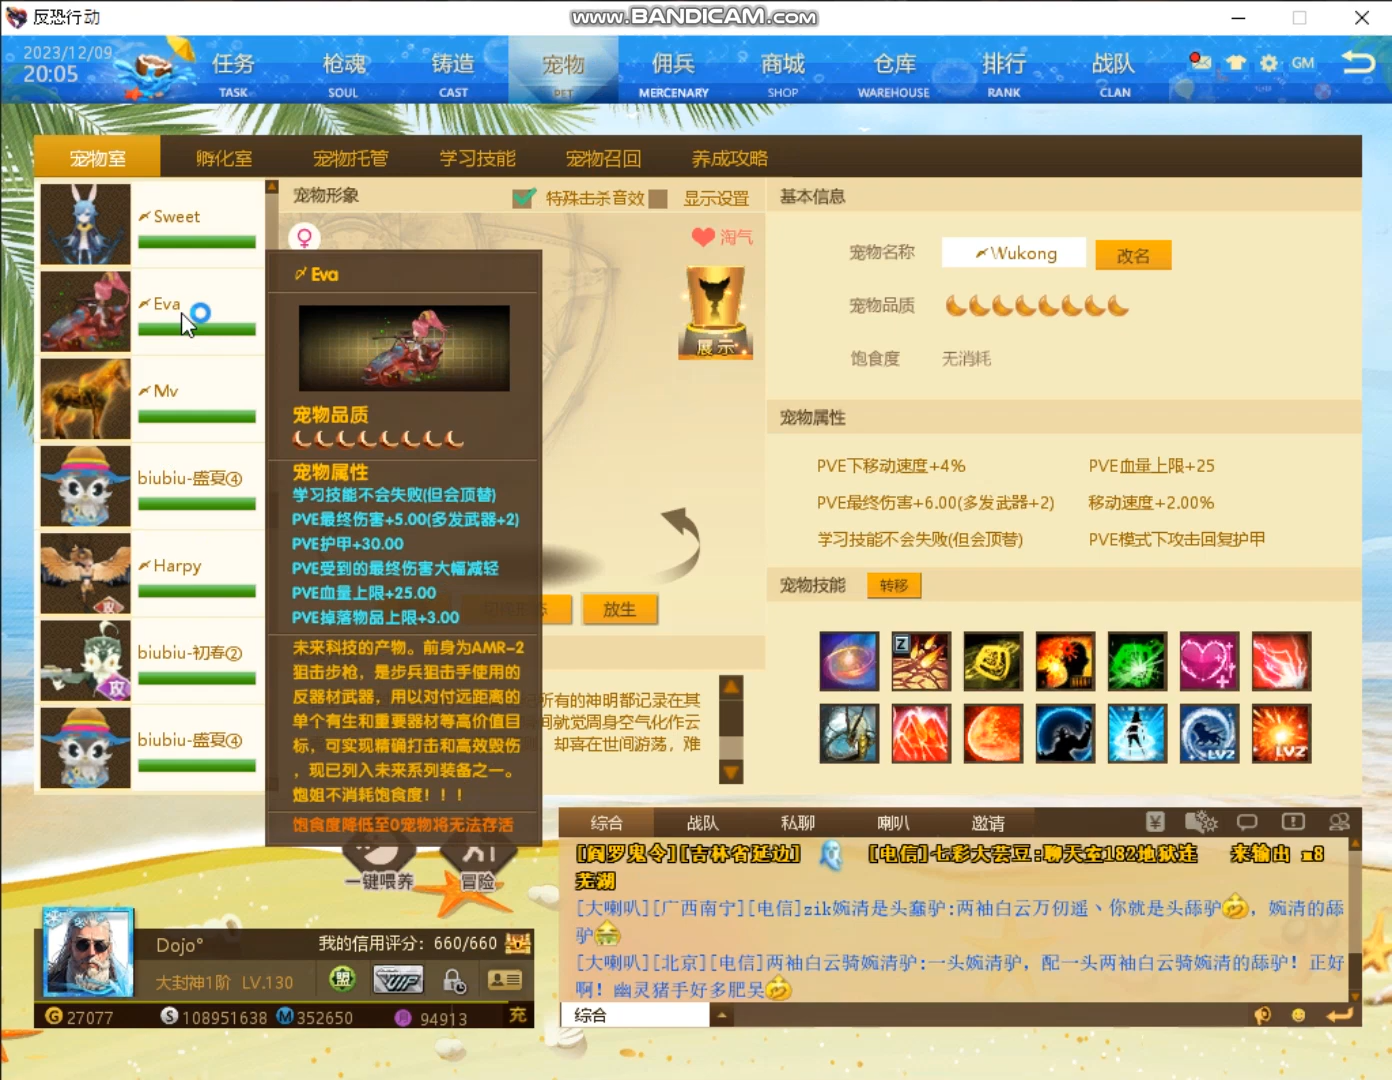 反恐行动
www.BANDICAM.com
2023/12/09
20:05
任务 枪魂 铸造 宠物 佣兵 商城 仓库 排行 战队
TASK SOUL CAST PET MERCENARY SHOP WAREHOUSE RANK CLAN
GM
宠物室 孵化室 宠物托管 学习技能 宠物召回 养成攻略
Sweet
Eva
Mv
biubiu-盛夏④
Harpy
攻
biubiu-初春②
攻
biubiu-盛夏④
宠物形象 特殊击杀音效 显示设置
淘气
展示
放生
所有的神明都记录在其
间就觉周身空气化作云
却喜在世间游荡，难
Eva
宠物品质
宠物属性
学习技能不会失败(但会顶替)
PVE最终伤害+5.00(多发武器+2)
PVE护甲+30.00
PVE受到的最终伤害大幅减轻
PVE血量上限+25.00
PVE掉落物品上限+3.00
未来科技的产物。前身为AMR-2
狙击步枪，是步兵狙击手使用的
反器材武器，用以对付远距离的
单个有生和重要器材等高价值目
标，可实现精确打击和高效毁伤
，现已列入未来系列装备之一。
炮姐不消耗饱食度！！！
饱食度降低至0宠物将无法存活
一键喂养 冒险
基本信息
宠物名称 Wukong 改名
宠物品质
饱食度 无消耗
宠物属性
PVE下移动速度+4% PVE血量上限+25
PVE最终伤害+6.00(多发武器+2) 移动速度+2.00%
学习技能不会失败(但会顶替) PVE模式下攻击回复护甲
宠物技能 转移
Z
LV2 LV2
Dojo° 我的信用评分：660/660
大封神1阶 LV.130 盟 VIP
G 27077 S 108951638 M 352650 月 94913 充
综合 战队 私聊 喇叭 邀请
[阎罗鬼令][吉林省延边] [电信]七彩大芸豆:聊天室182地狱连 来输出 m8
芜湖
[大喇叭][广西南宁][电信]zik婉清是头蠢驴:两袖白云万仞遥丶你就是头舔驴，婉清的舔
驴
[大喇叭][北京][电信]两袖白云骑婉清驴:一头婉清驴，配一头两袖白云骑婉清的舔驴！正好
啊！幽灵猪手好多肥吴
综合